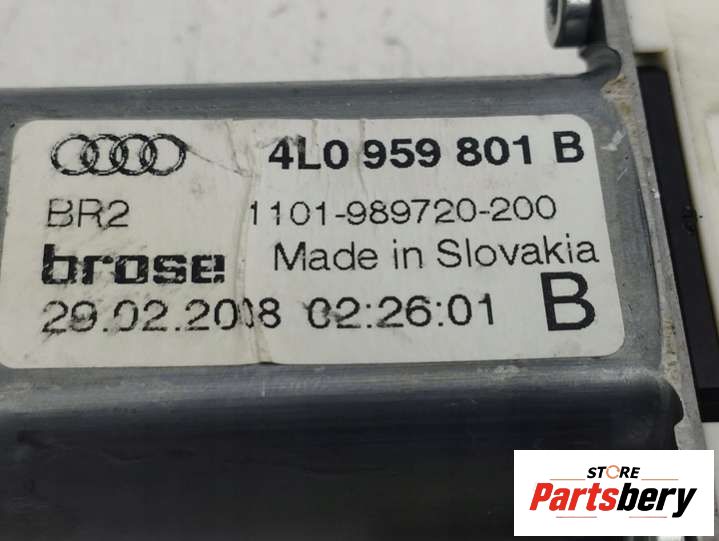 4L0 959 801 B
BR2 1101-989720-200
brose Made in Slovakia
29.02.2008 02:26:01 B
STORE
Partsbery